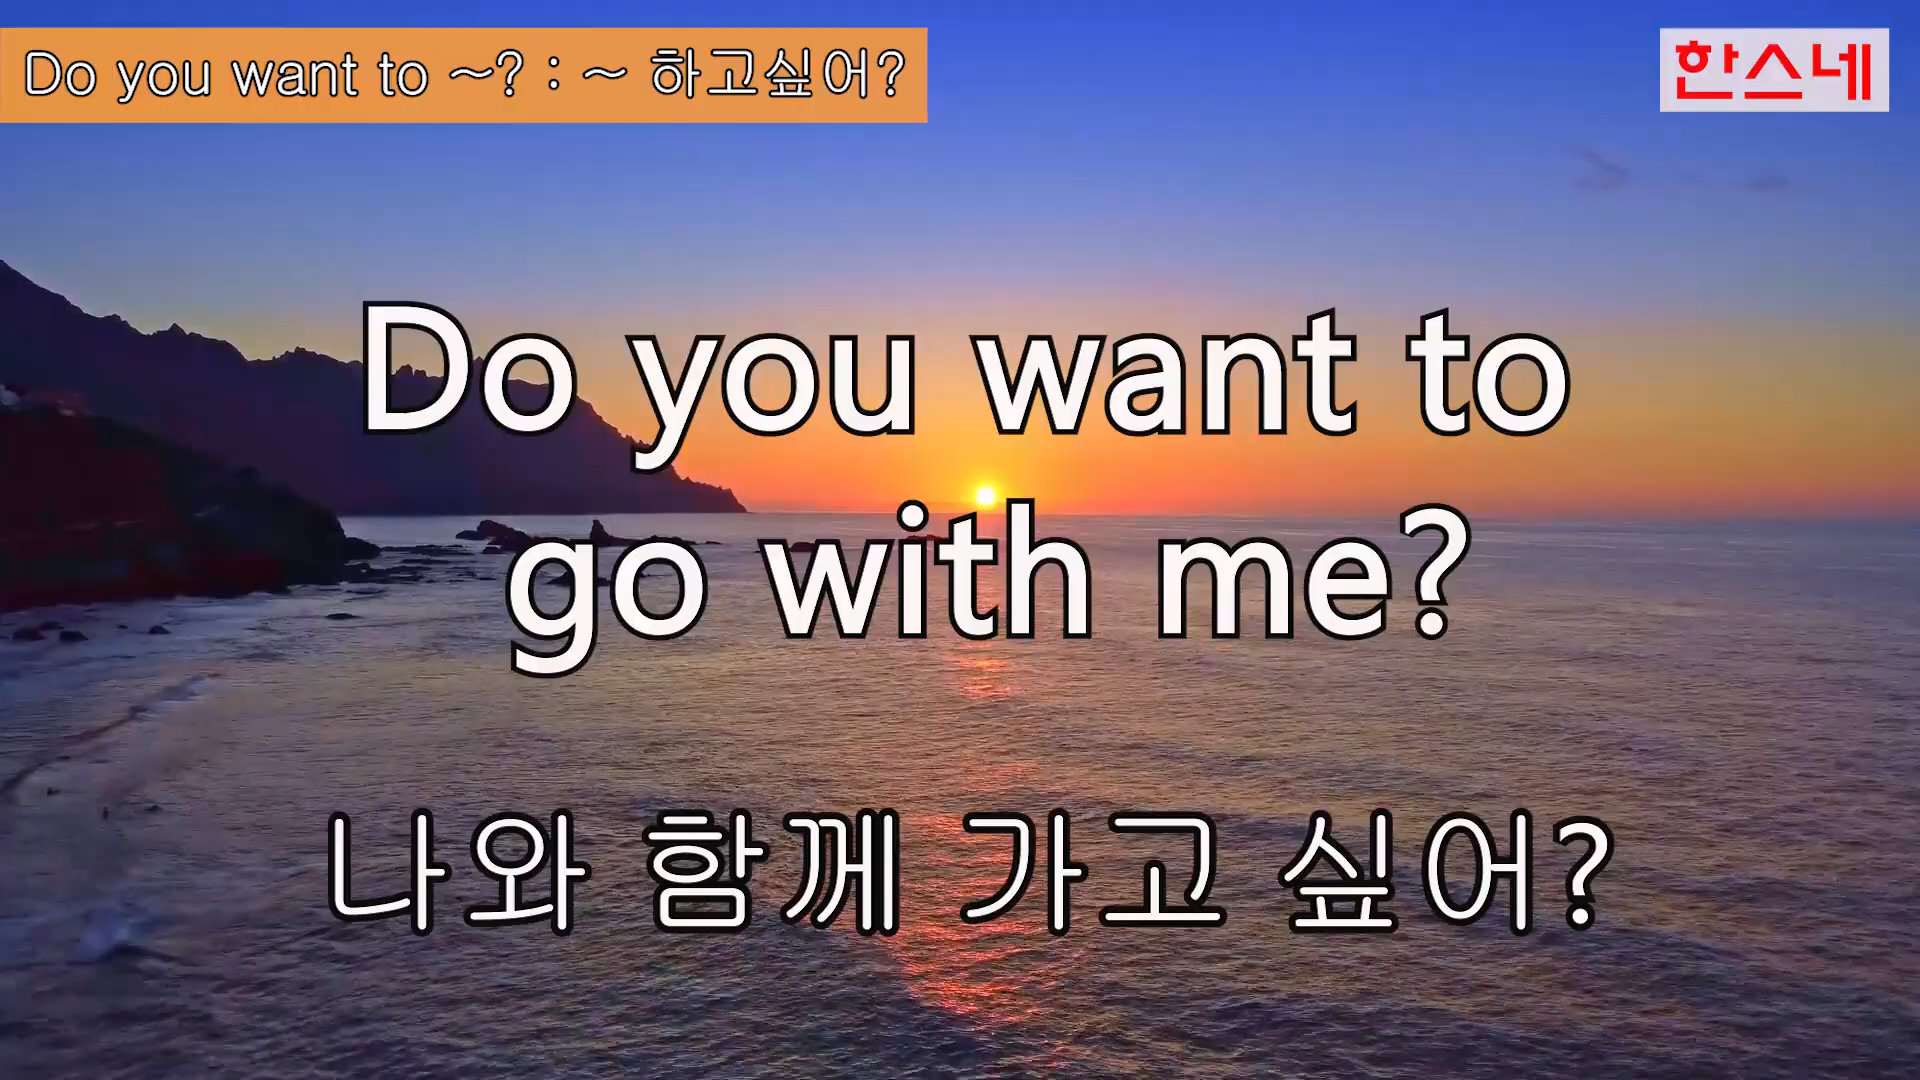 Do you want to ~? : ~ 하고싶어?
한스네
Do you want to
go with me?
나와 함께 가고 싶어?